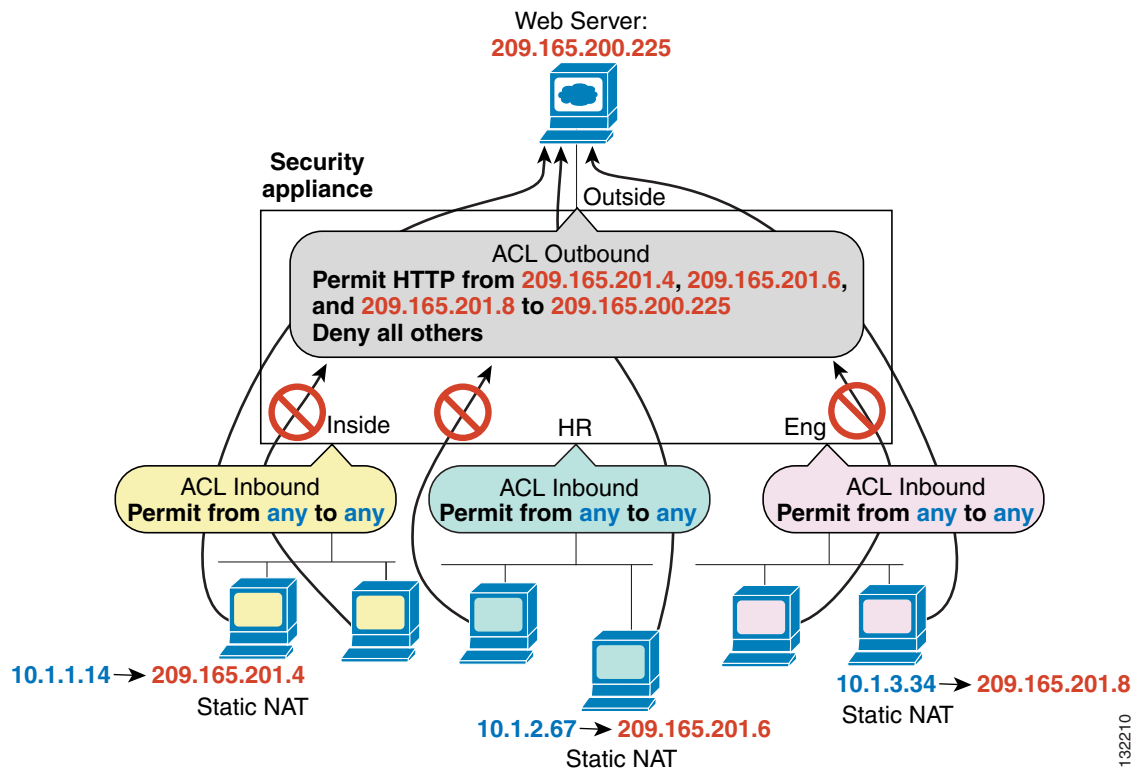 Web Server:
209.165.200.225
Security
appliance
Outside
ACL Outbound
Permit HTTP from 209.165.201.4, 209.165.201.6,
and 209.165.201.8 to 209.165.200.225
Deny all others
Inside
HR
Eng
ACL Inbound
Permit from any to any
ACL Inbound
Permit from any to any
ACL Inbound
Permit from any to any
10.1.1.14
209.165.201.4
Static NAT
10.1.2.67
209.165.201.6
Static NAT
10.1.3.34
209.165.201.8
Static NAT
132210